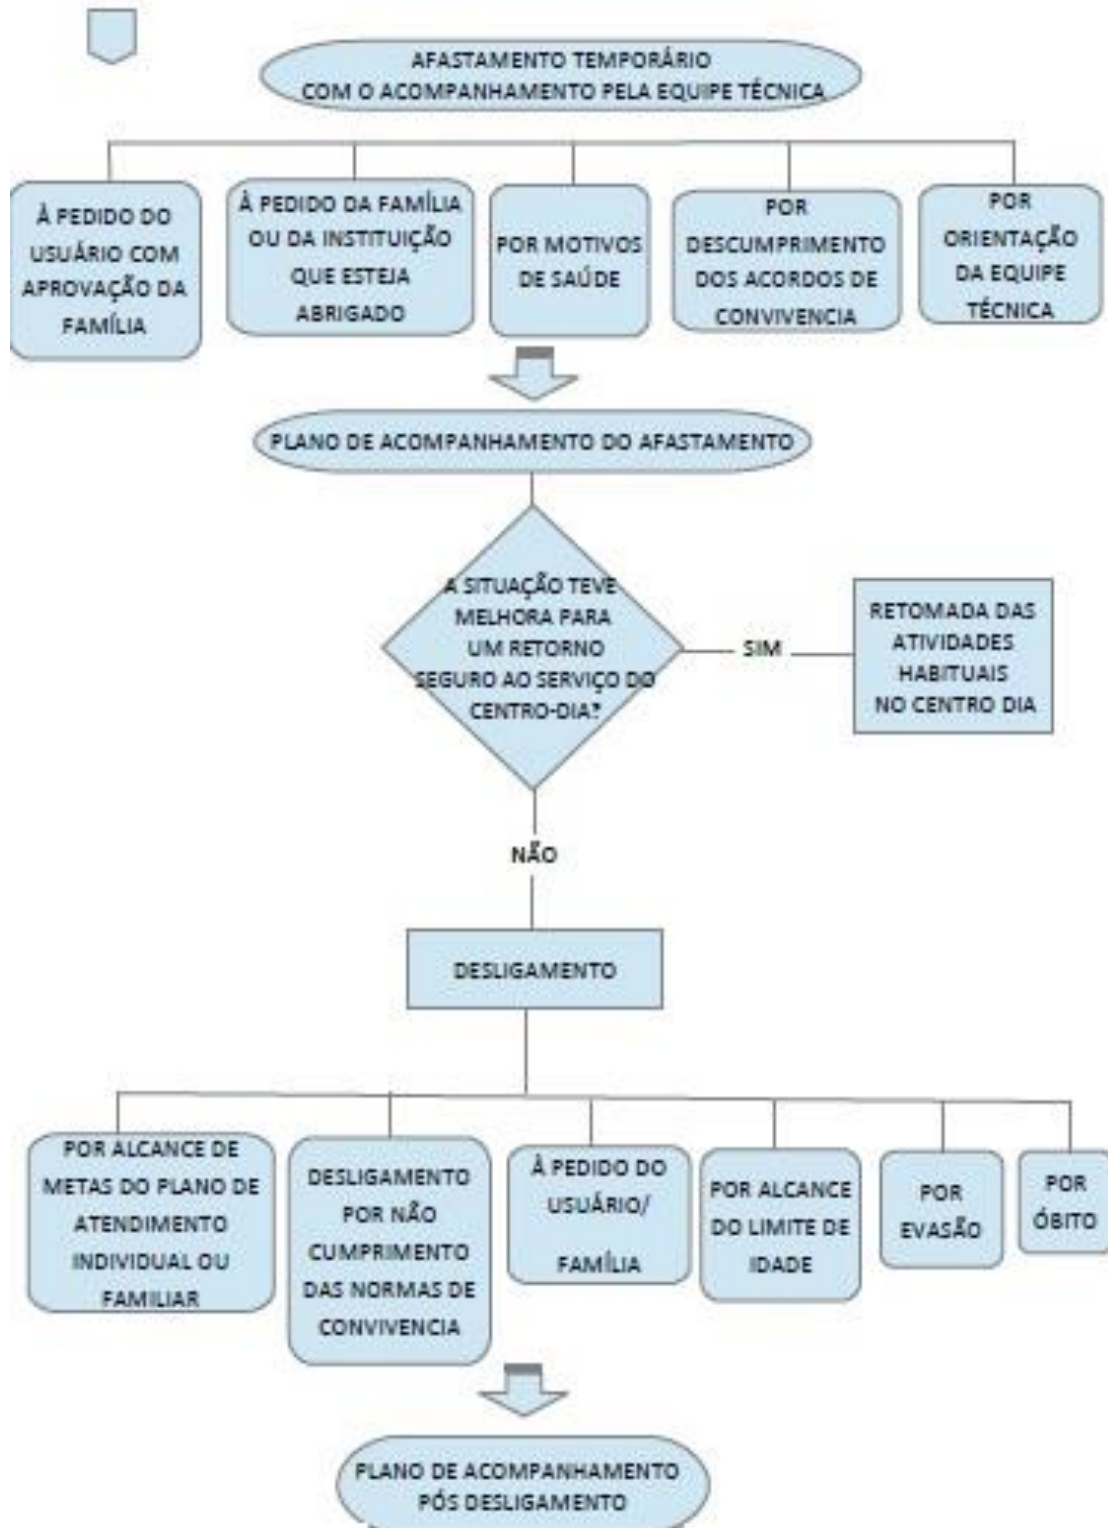 AFASTAMENTO TEMPORÁRIO
COM O ACOMPANHAMENTO PELA EQUIPE TÉCNICA
À PEDIDO DO
USUÁRIO COM
APROVAÇÃO DA
FAMÍLIA
À PEDIDO DA FAMÍLIA
OU DA INSTITUIÇÃO
QUE ESTEJA
ABRIGADO
POR MOTIVOS
DE SAÚDE
POR
DESCUMPRIMENTO
DOS ACORDOS DE
CONVIVENCIA
POR
ORIENTAÇÃO
DA EQUIPE
TÉCNICA
PLANO DE ACOMPANHAMENTO DO AFASTAMENTO
A SITUAÇÃO TEVE
MELHORA PARA
UM RETORNO
SEGURO AO SERVIÇO DO
CENTRO-DIA?
SIM
RETOMADA DAS
ATIVIDADES
HABITUAIS
NO CENTRO DIA
NÃO
DESLIGAMENTO
POR ALCANCE DE
METAS DO PLANO DE
ATENDIMENTO
INDIVIDUAL OU
FAMILIAR
DESLIGAMENTO
POR NÃO
CUMPRIMENTO
DAS NORMAS DE
CONVIVENCIA
À PEDIDO DO
USUÁRIO/
FAMÍLIA
POR ALCANCE
DO LIMITE DE
IDADE
POR
EVASÃO
POR
ÓBITO
PLANO DE ACOMPANHAMENTO
PÓS DESLIGAMENTO